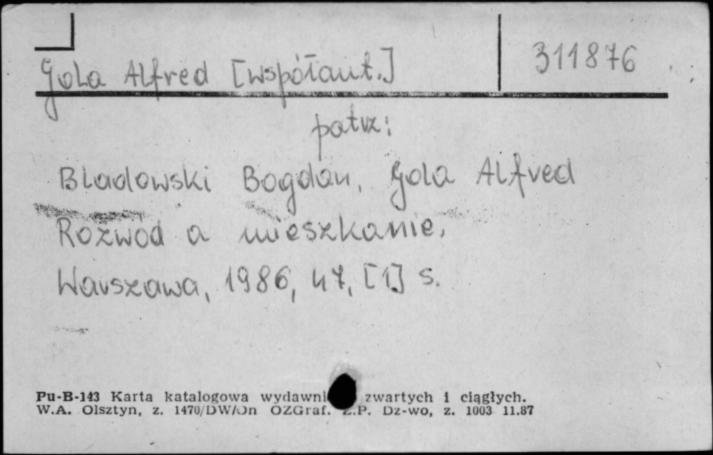 Gola Alfred [współaut.]
311876
patrz:
Bladowski Bogdan, Gola Alfred
Rozwód a mieszkanie.
Warszawa, 1986, 47, [1] s.
Pu-B-143 Karta katalogowa wydawni zwartych i ciągłych.
W.A. Olsztyn, z. 1470/DW/On OZGraf. Z.P. Dz-wo, z. 1003 11.87